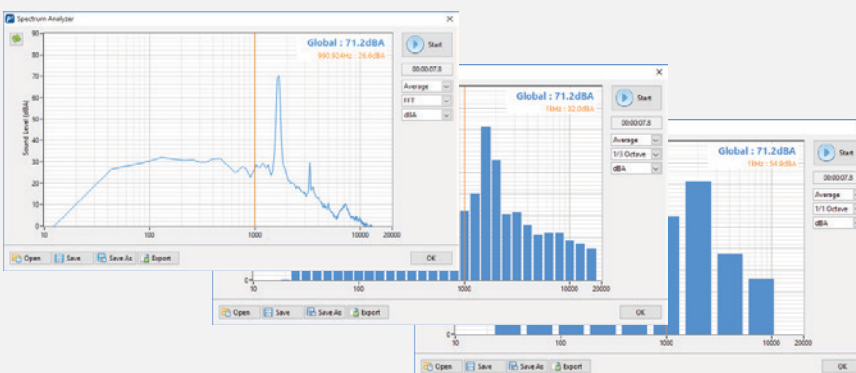 Spectrum Analyzer
Global : 71.2dBA
990.924Hz : 26.6dBA
Sound Level (dBA)
90
80
70
60
50
40
30
20
10
0
10
100
1000
10000
20000
Start
00:00:07.8
Average
FFT
dBA
Open
Save
Save As
Export
OK
Global : 71.2dBA
1kHz : 32.0dBA
0
10
100
1000
10000
20000
Start
00:00:07.8
Average
1/3 Octave
dBA
Open
Save
Save As
Export
OK
Global : 71.2dBA
1kHz : 54.9dBA
0
10
100
1000
10000
20000
Start
00:00:07.8
Average
1/1 Octave
dBA
Open
Save
Save As
Export
OK